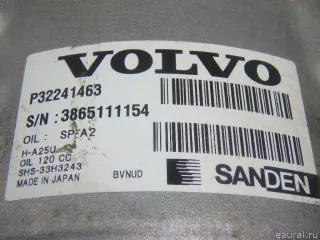 VOLVO
P32241463
S/N : 3865111154
OIL : SP-A2
H-A25U
OIL 120 CC
SHS-33H3243
MADE IN JAPAN BVNUD
SANDEN
© eaural.ru